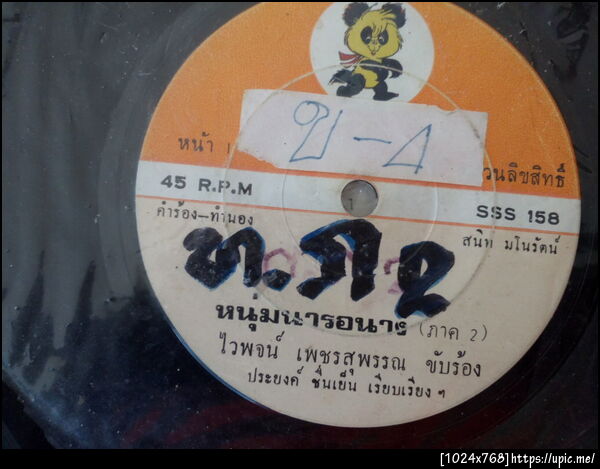 ข-4
หน้า 1
วนลิขสิทธิ์
45 R.P.M
SSS 158
คำร้อง-ทำนอง
สนิท มโนรัตน์
ท.ภ2
หนุ่มนารอนาง (ภาค 2)
ไวพจน์ เพชรสุพรรณ ขับร้อง
ประยงค์ ชื่นเย็น เรียบเรียง ฯ
[1024x768]https://upic.me/